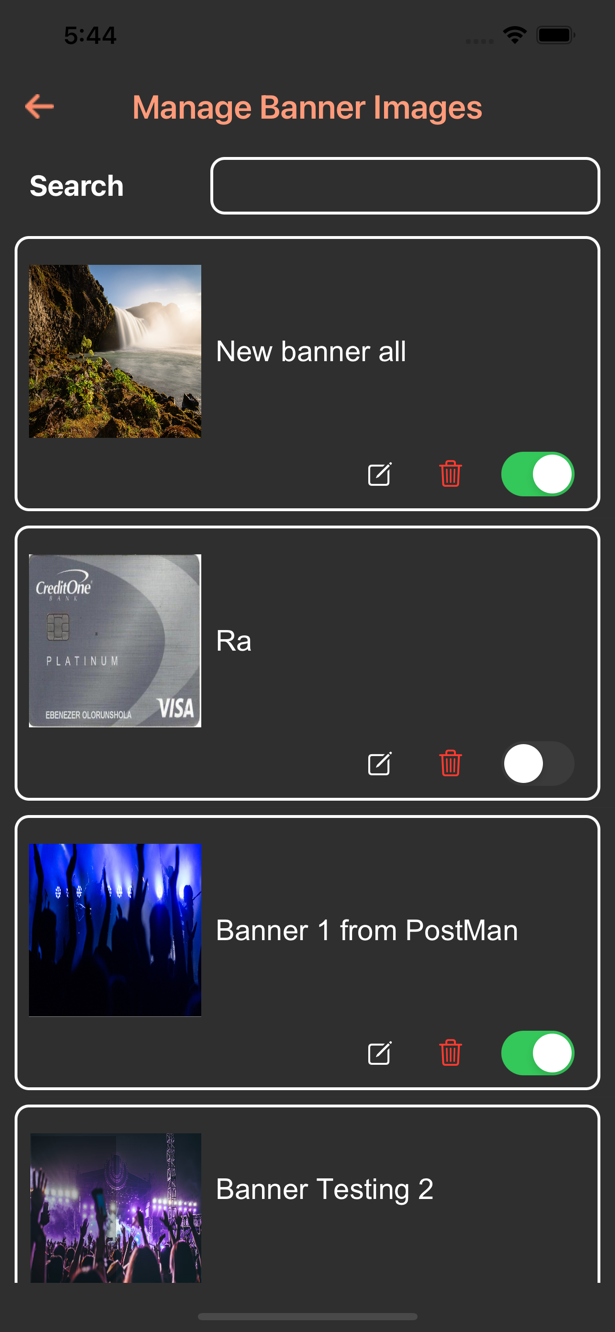 5:44
Manage Banner Images
Search
New banner all
CreditOne
BANK
PLATINUM
EBENEZER OLORUNSHOLA
VISA
Ra
Banner 1 from PostMan
Banner Testing 2